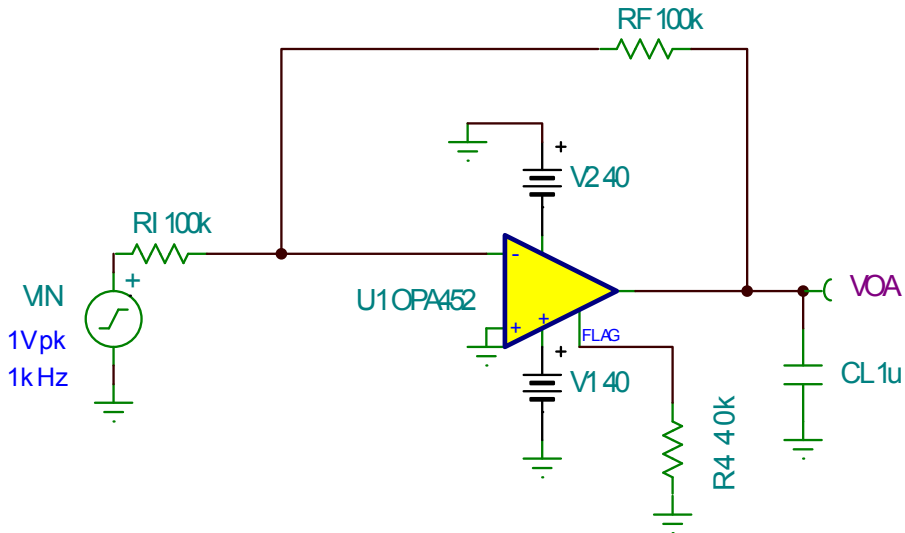 RF 100k
+
V2 40
RI 100k
-
+
VIN
U1 OPA452
VOA
1Vpk
+
+
FLAG
+
1kHz
V1 40
CL 1u
R4 40k